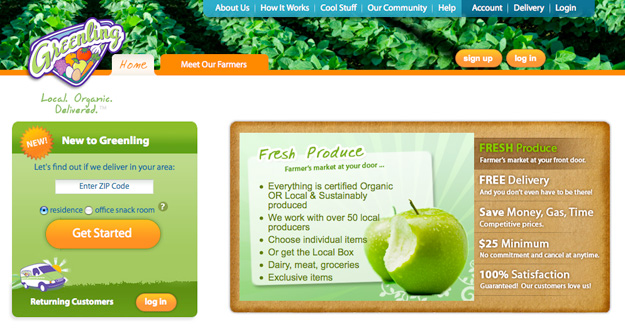 About Us | How It Works | Cool Stuff | Our Community | Help
Account | Delivery | Login
Greenling
sign up
log in
Home
Meet Our Farmers
Local. Organic.
Delivered.™
NEW!
New to Greenling
Let's find out if we deliver in your area:
Enter ZIP Code
residence
office snack room
?
Get Started
Returning Customers
log in
Fresh Produce
Farmer's market at your door ...
• Everything is certified Organic
OR Local & Sustainably
produced
• We work with over 50 local
producers
• Choose individual items
• Or get the Local Box
• Dairy, meat, groceries
• Exclusive items
FRESH Produce
Farmer's market at your front door.
FREE Delivery
And you don't even have to be there!
Save Money, Gas, Time
Competitive prices.
$25 Minimum
No commitment and cancel at anytime.
100% Satisfaction
Guaranteed! Our customers love us!